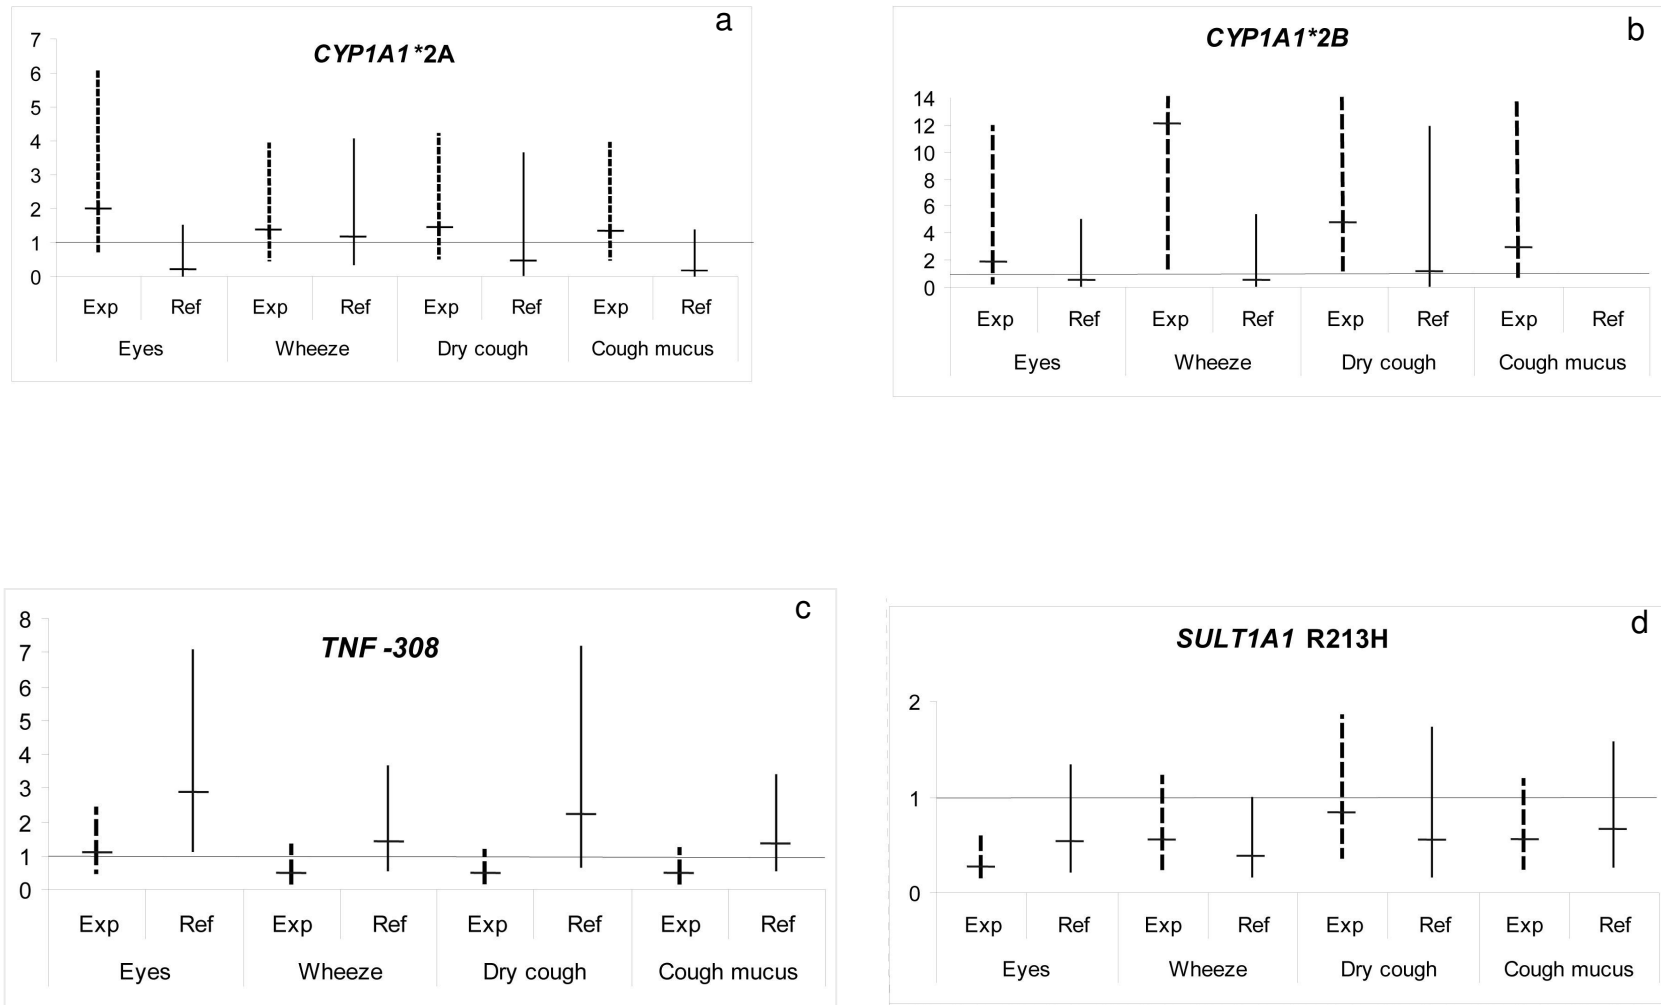 a
CYP1A1*2A
7
6
5
4
3
2
1
0
Exp Ref Exp Ref Exp Ref Exp Ref
Eyes Wheeze Dry cough Cough mucus
b
CYP1A1*2B
14
12
10
8
6
4
2
0
Exp Ref Exp Ref Exp Ref Exp Ref
Eyes Wheeze Dry cough Cough mucus
c
TNF -308
8
7
6
5
4
3
2
1
0
Exp Ref Exp Ref Exp Ref Exp Ref
Eyes Wheeze Dry cough Cough mucus
d
SULT1A1 R213H
2
1
0
Exp Ref Exp Ref Exp Ref Exp Ref
Eyes Wheeze Dry cough Cough mucus